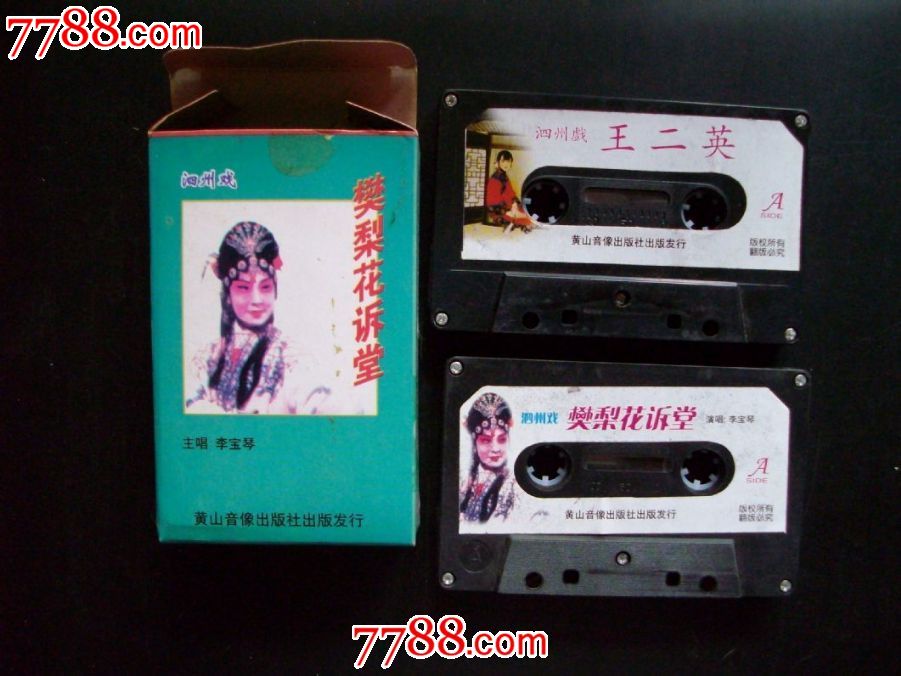 7788.com
7788.com
泗州戏
樊梨花诉堂
主唱 李宝琴
黄山音像出版社出版发行
泗州戲 王二英
A
SIDE
黄山音像出版社出版发行
版权所有
翻版必究
泗州戏 樊梨花诉堂 演唱:李宝琴
A
SIDE
黄山音像出版社出版发行
版权所有
翻版必究
7788.com